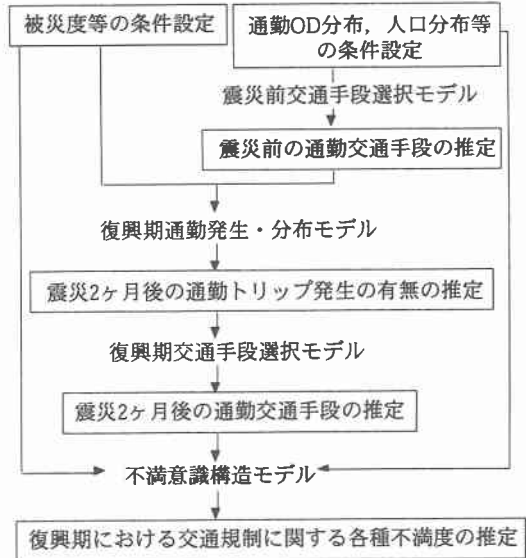 被災度等の条件設定
通勤OD分布，人口分布等
の条件設定
震災前交通手段選択モデル
震災前の通勤交通手段の推定
復興期通勤発生・分布モデル
震災2ヶ月後の通勤トリップ発生の有無の推定
復興期交通手段選択モデル
震災2ヶ月後の通勤交通手段の推定
不満意識構造モデル
復興期における交通規制に関する各種不満度の推定